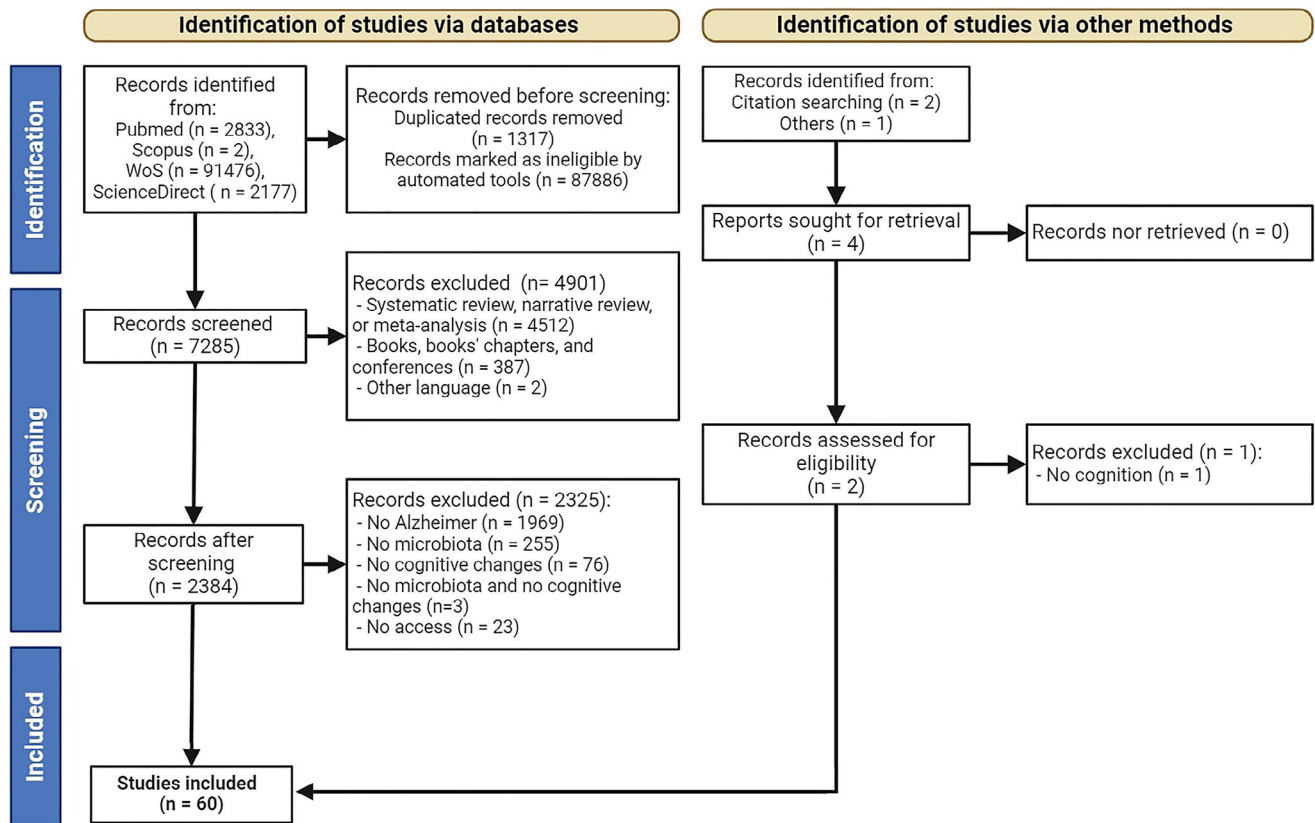 Identification of studies via databases
Identification of studies via other methods
Identification
Records identified
from:
Pubmed (n = 2833),
Scopus (n = 2),
WoS (n = 91476),
ScienceDirect ( n = 2177)
Records removed before screening:
Duplicated records removed
(n = 1317)
Records marked as ineligible by
automated tools (n = 87886)
Records identified from:
Citation searching (n = 2)
Others (n = 1)
Reports sought for retrieval
(n = 4)
Records nor retrieved (n = 0)
Screening
Records screened
(n = 7285)
Records excluded (n= 4901)
- Systematic review, narrative review,
or meta-analysis (n = 4512)
- Books, books' chapters, and
conferences (n = 387)
- Other language (n = 2)
Records assessed for
eligibility
(n = 2)
Records excluded (n = 1):
- No cognition (n = 1)
Records after
screening
(n = 2384)
Records excluded (n = 2325):
- No Alzheimer (n = 1969)
- No microbiota (n = 255)
- No cognitive changes (n = 76)
- No microbiota and no cognitive
changes (n=3)
- No access (n = 23)
Included
Studies included
(n = 60)